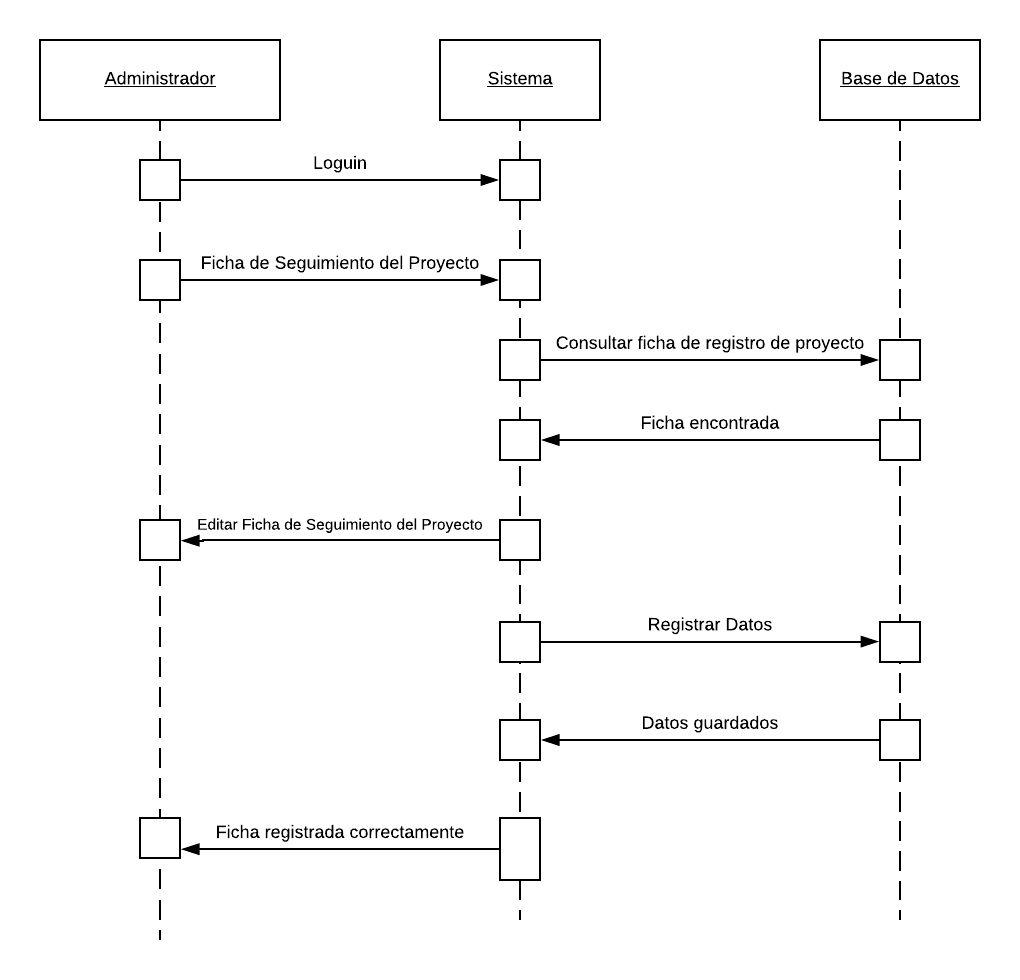 Administrador
Sistema
Base de Datos
Loguin
Ficha de Seguimiento del Proyecto
Consultar ficha de registro de proyecto
Ficha encontrada
Editar Ficha de Seguimiento del Proyecto
Registrar Datos
Datos guardados
Ficha registrada correctamente